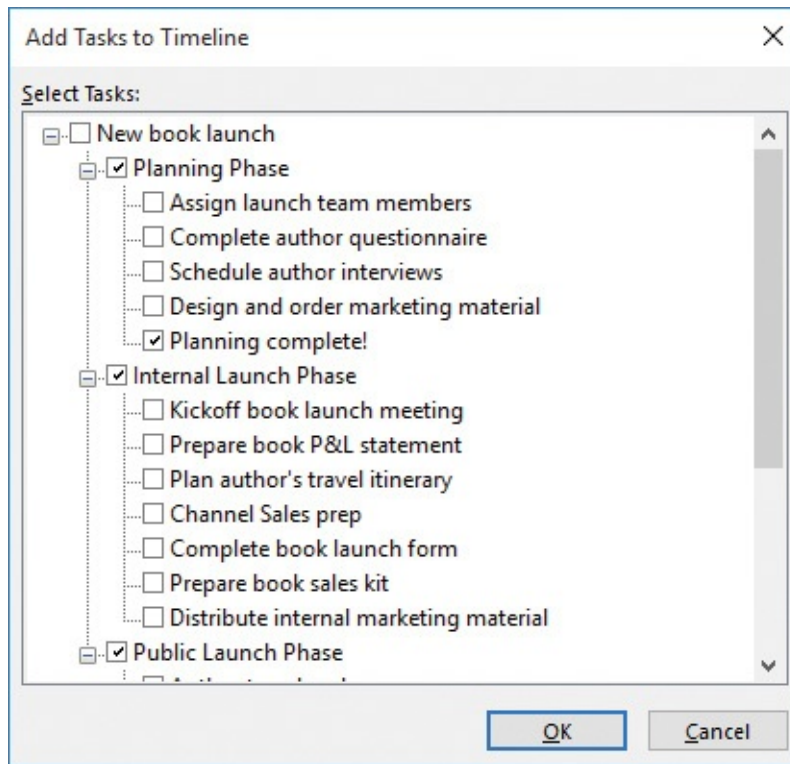 Add Tasks to Timeline
Select Tasks:
New book launch
Planning Phase
Assign launch team members
Complete author questionnaire
Schedule author interviews
Design and order marketing material
Planning complete!
Internal Launch Phase
Kickoff book launch meeting
Prepare book P&L statement
Plan author's travel itinerary
Channel Sales prep
Complete book launch form
Prepare book sales kit
Distribute internal marketing material
Public Launch Phase
OK Cancel